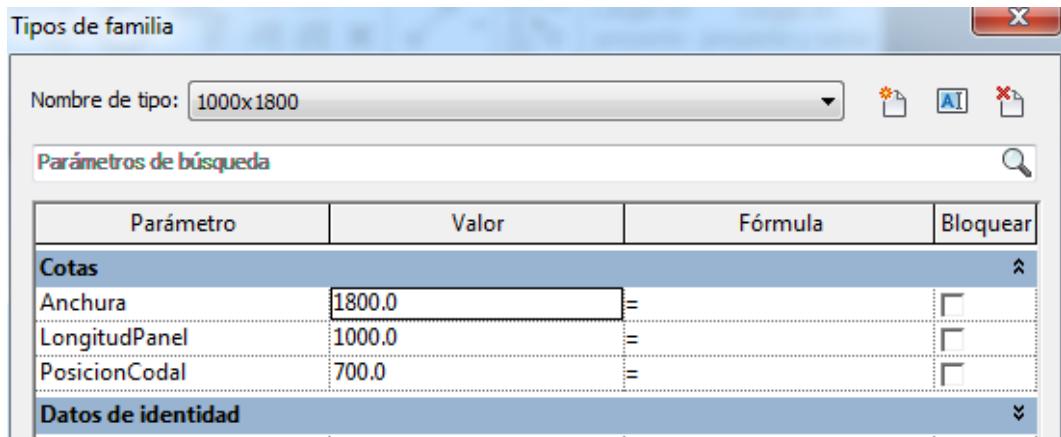 Tipos de familia
Nombre de tipo: 1000x1800
Parámetros de búsqueda
Parámetro Valor Fórmula Bloquear
Cotas
Anchura 1800.0 =
LongitudPanel 1000.0 =
PosicionCodal 700.0 =
Datos de identidad